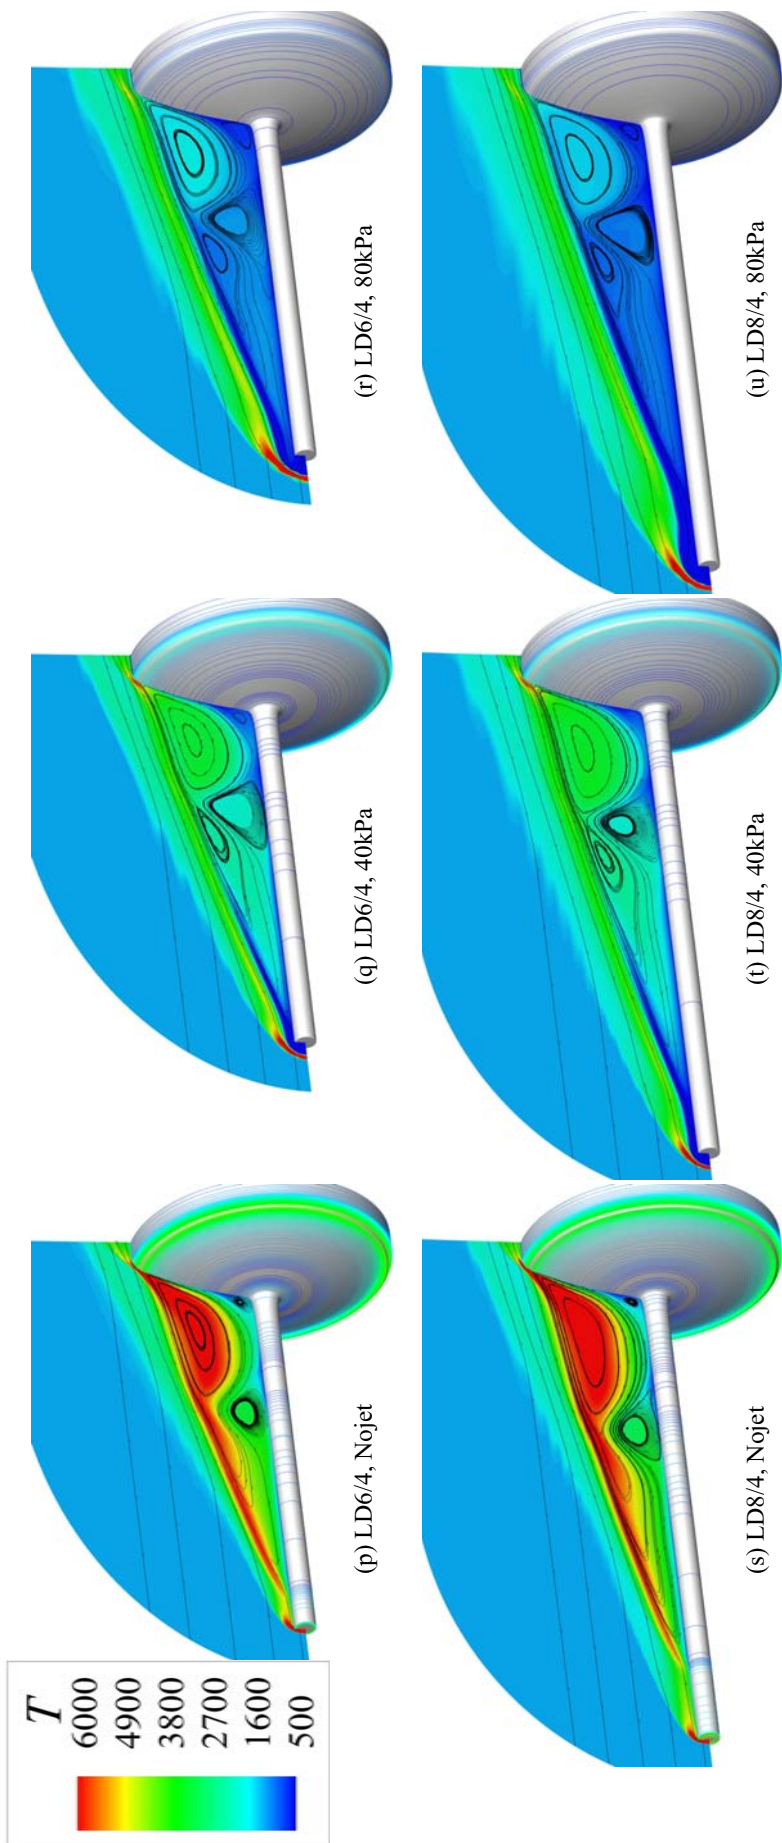 (r) LD6/4, 80kPa
(u) LD8/4, 80kPa
(q) LD6/4, 40kPa
(t) LD8/4, 40kPa
T
6000
4900
3800
2700
1600
500
(p) LD6/4, Nojet
(s) LD8/4, Nojet